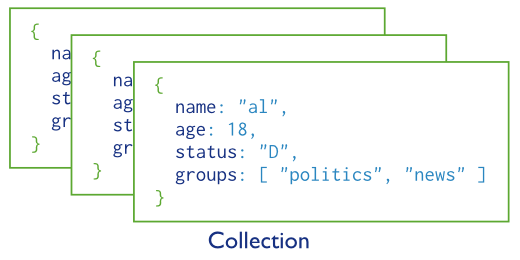 {
na
ag
st
gr
}
{
na
ag
st
gr
}
{
name: "al",
age: 18,
status: "D",
groups: [ "politics", "news" ]
}
Collection